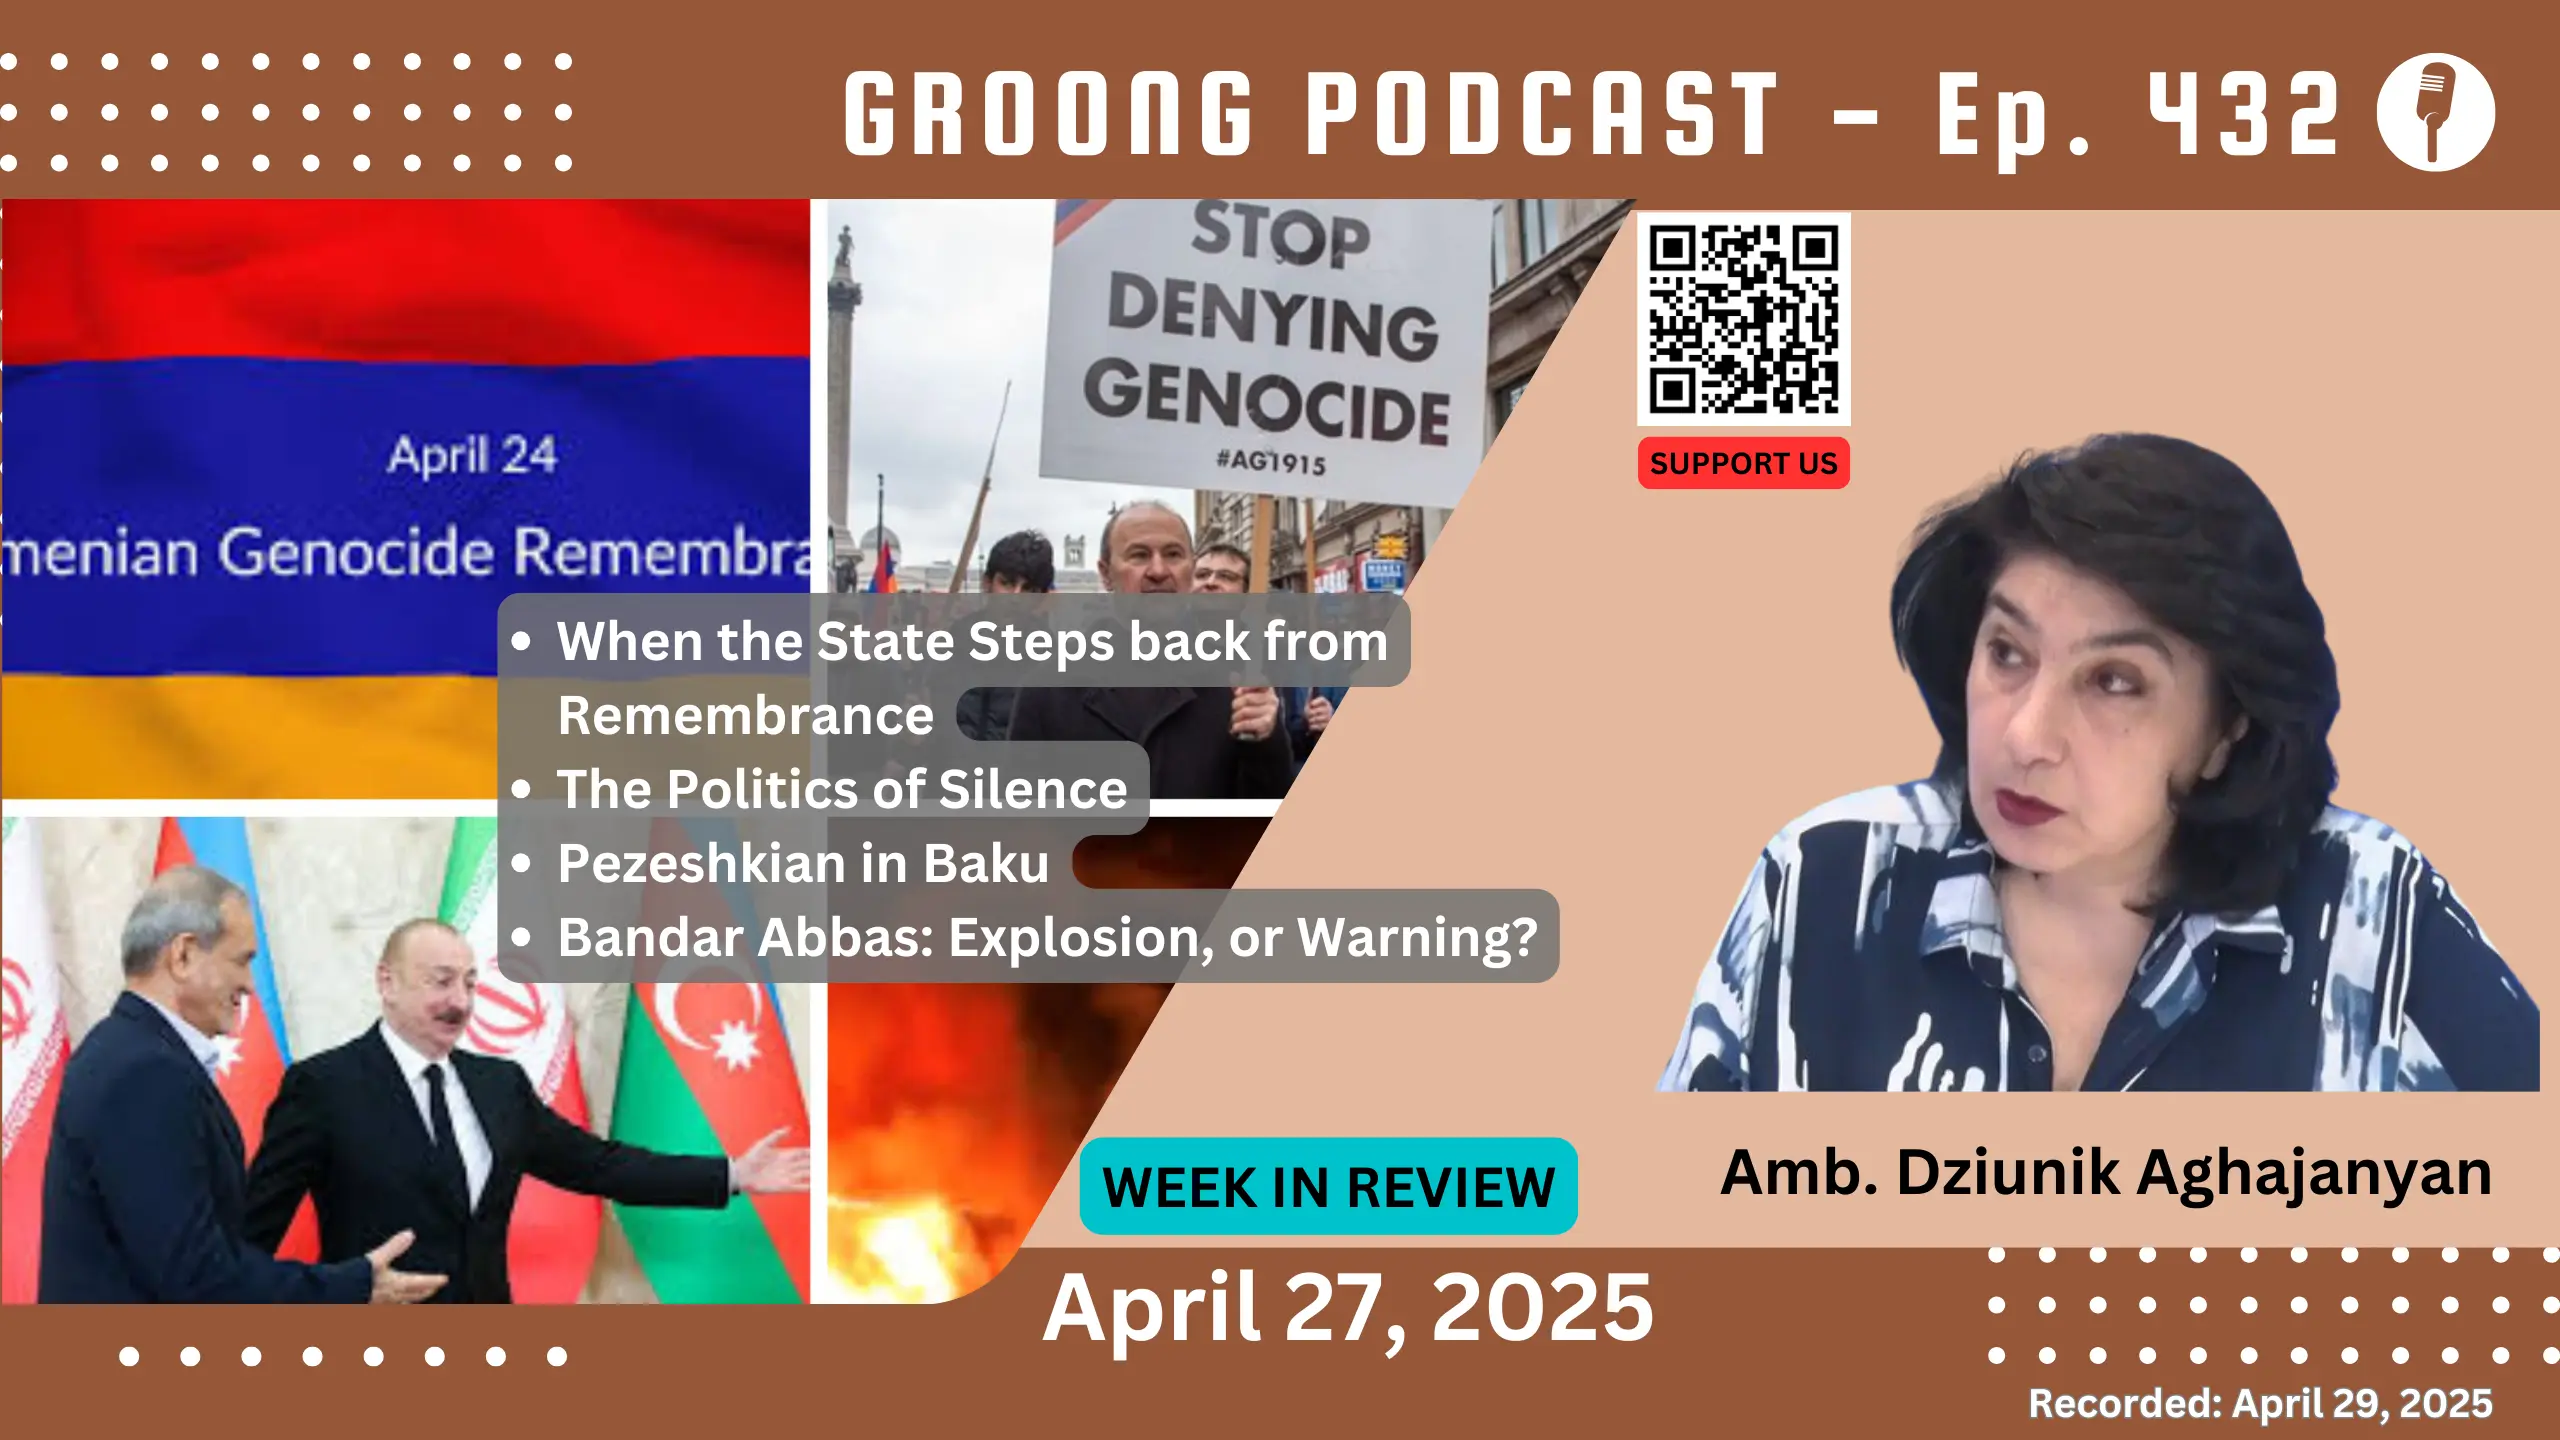 GROONG PODCAST – Ep. 432
STOP
DENYING
GENOCIDE
#AG1915
SUPPORT US
April 24
menian Genocide Remembra
• When the State Steps back from
Remembrance
• The Politics of Silence
• Pezeshkian in Baku
• Bandar Abbas: Explosion, or Warning?
WEEK IN REVIEW
Amb. Dziunik Aghajanyan
April 27, 2025
Recorded: April 29, 2025